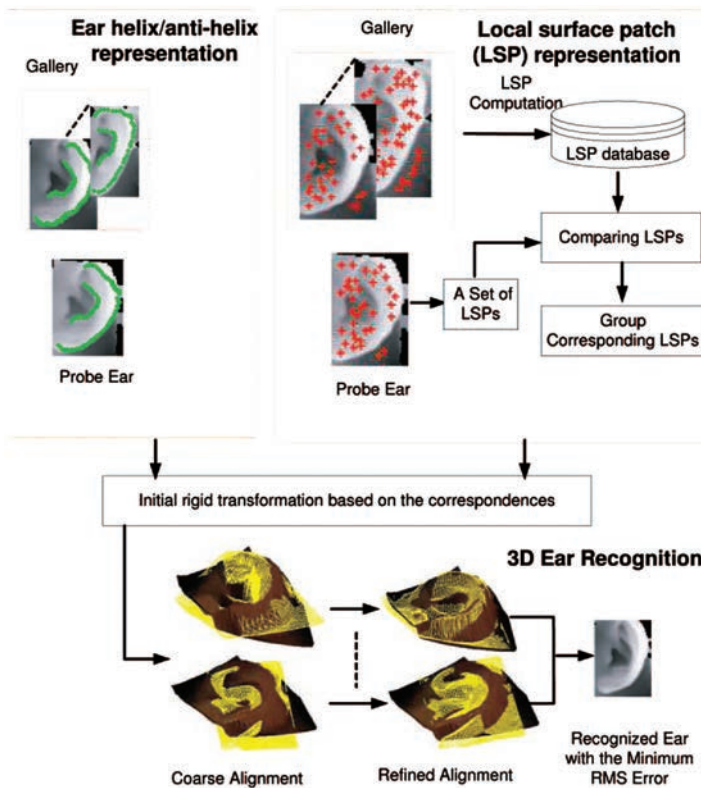 Ear helix/anti-helix
representation
Gallery
Probe Ear
Local surface patch
(LSP) representation
Gallery
LSP
Computation
LSP database
Comparing LSPs
A Set of
LSPs
Group
Corresponding LSPs
Probe Ear
Initial rigid transformation based on the correspondences
3D Ear Recognition
Coarse Alignment
Refined Alignment
Recognized Ear
with the Minimum
RMS Error